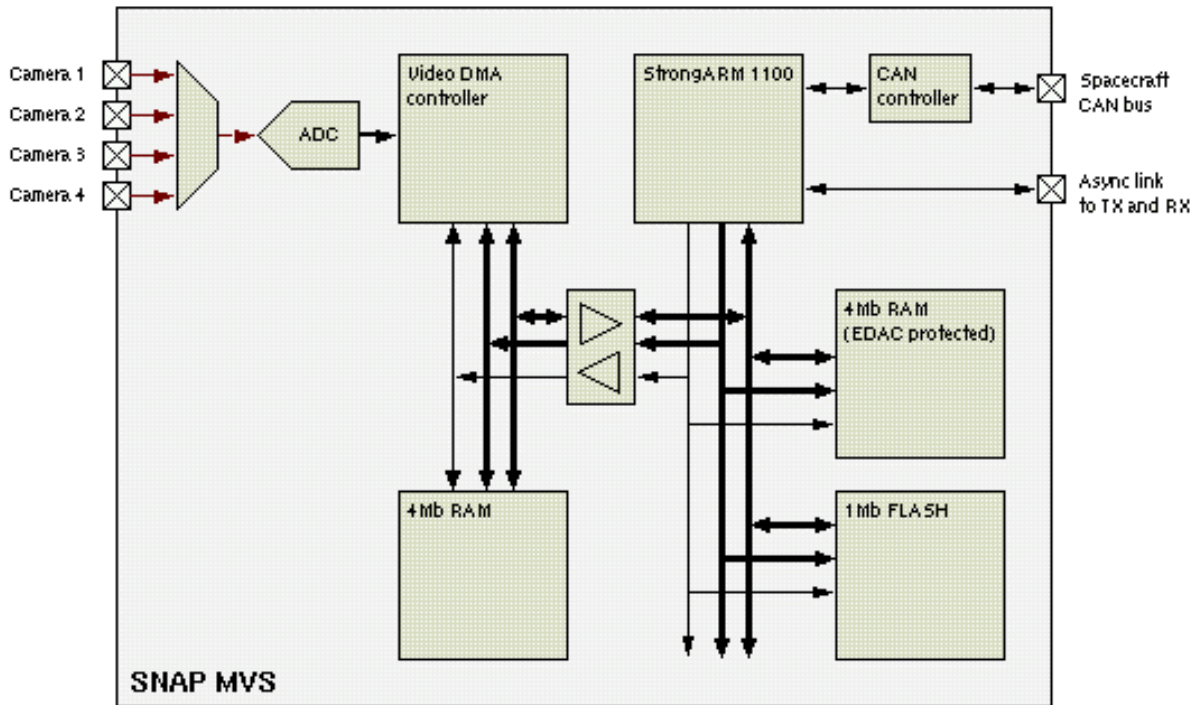 Camera 1
Camera 2
Camera 3
Camera 4
ADC
Video DMA
controller
StrongARM 1100
CAN
controller
Spacecraft
CAN bus
Async link
to TX and RX
4Mb RAM
(EDAC protected)
4Mb RAM
1Mb FLASH
SNAP MVS